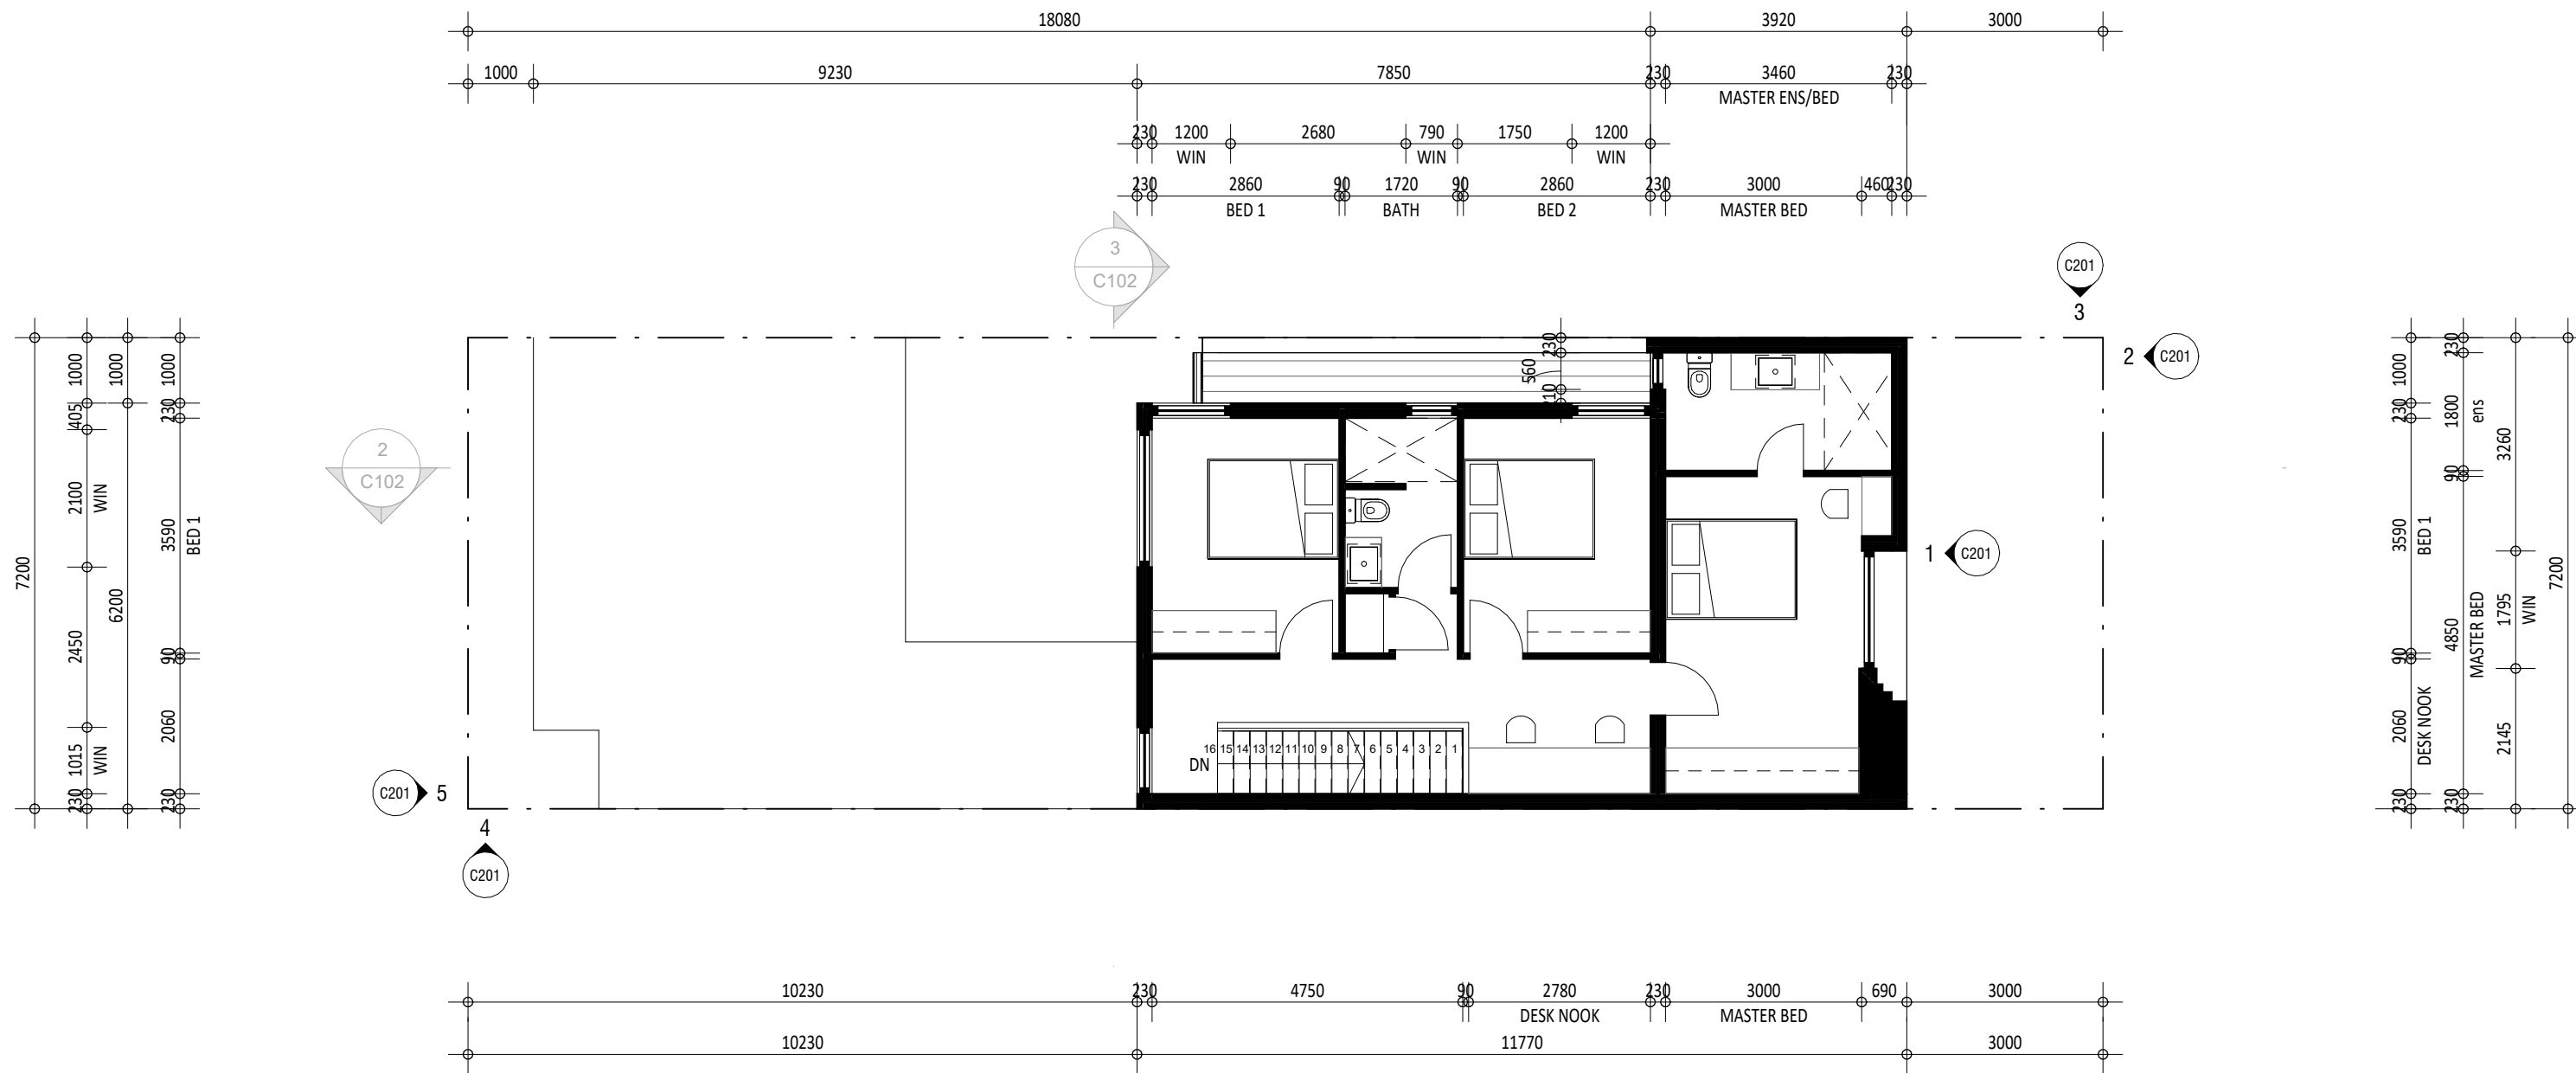 18080 3920 3000
1000 9230 7850 230 3460 230
MASTER ENS/BED
230 1200 2680 790 1750 1200
WIN WIN WIN
230 2860 90 1720 90 2860 230 3000 460 230
BED 1 BATH BED 2 MASTER BED
3
C102
C201
3
2 C201
2
C102
1 C201
C201 5
4
C201
7200
1000 405 2100 2450 1015 230
WIN WIN
1000 6200
1000 230 3590 90 2060 230
BED 1
230 560 210
DN
16 15 14 13 12 11 10 9 8 7 6 5 4 3 2 1
1000 230 3590 90 2060 230
BED 1 DESK NOOK
230 1800 90 4850 230
ens MASTER BED
3260 1795 2145
WIN
7200
10230 230 4750 90 2780 230 3000 690 3000
DESK NOOK MASTER BED
10230 11770 3000